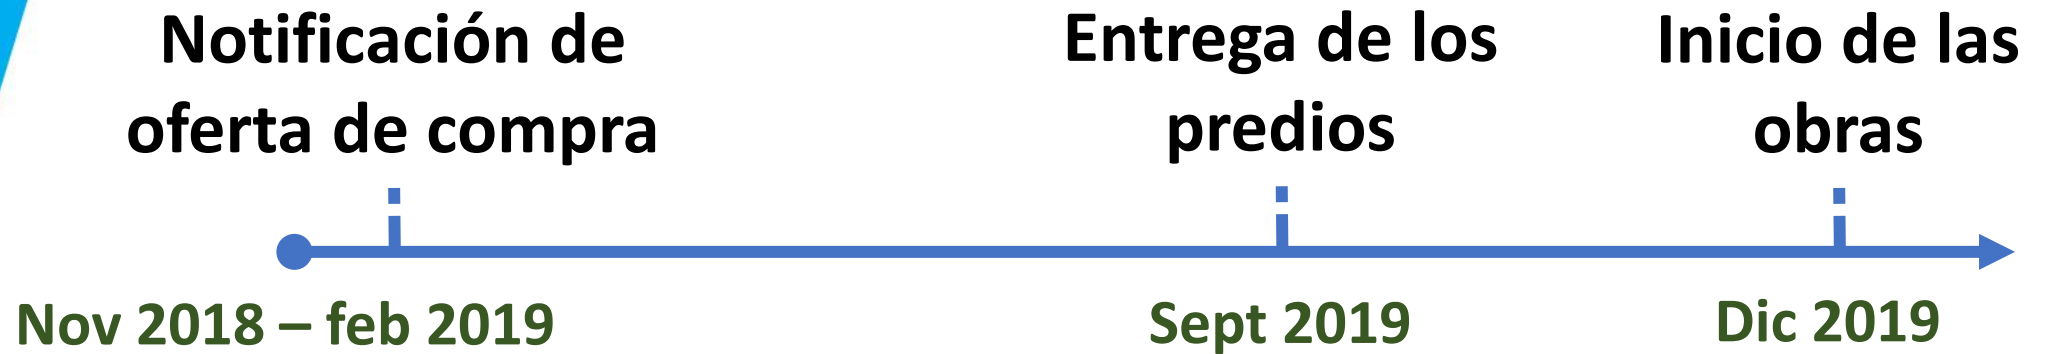 Notificación de
oferta de compra
Entrega de los
predios
Inicio de las
obras
Nov 2018 – feb 2019
Sept 2019
Dic 2019